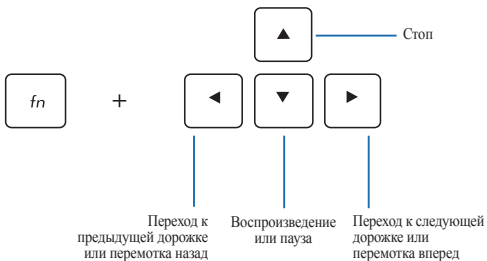 Стоп
fn
+
Переход к
предыдущей дорожке
или перемотка назад
Воспроизведение
или пауза
Переход к следующей
дорожке или
перемотка вперед